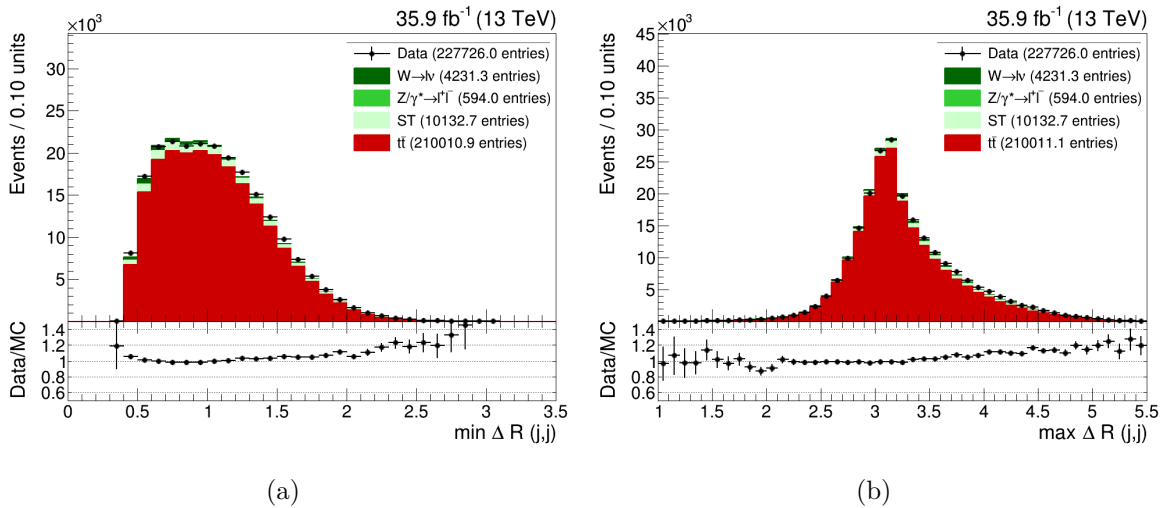 35.9 fb⁻¹ (13 TeV)
×10³
Events / 0.10 units
30
25
20
15
10
5
Data (227726.0 entries)
W→lν (4231.3 entries)
Z/γ*→l⁺l⁻ (594.0 entries)
ST (10132.7 entries)
tt̄ (210010.9 entries)
Data/MC
1.4
1.2
1
0.8
0.6
0 0.5 1 1.5 2 2.5 3 3.5
min Δ R (j,j)
(a)
35.9 fb⁻¹ (13 TeV)
×10³
Events / 0.10 units
45
40
35
30
25
20
15
10
5
Data (227726.0 entries)
W→lν (4231.3 entries)
Z/γ*→l⁺l⁻ (594.0 entries)
ST (10132.7 entries)
tt̄ (210011.1 entries)
Data/MC
1.4
1.2
1
0.8
0.6
1 1.5 2 2.5 3 3.5 4 4.5 5 5.5
max Δ R (j,j)
(b)